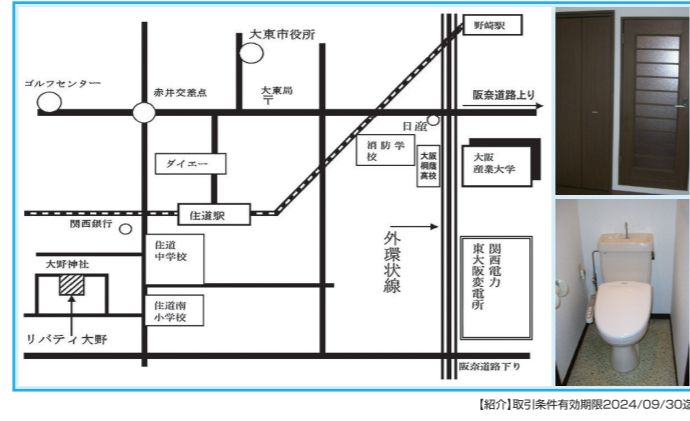 野崎駅
大東市役所
ゴルフセンター
赤井交差点
大東局
〒
阪奈道路上り
日産
消防学
校
大阪
桐蔭
高校
大阪
産業大学
ダイエー
住道駅
関西銀行
外環状線
住道
中学校
大野神社
関西電力
東大阪変電所
住道南
小学校
リバティ大野
阪奈道路下り
【紹介】取引条件有効期限2024/09/30迄